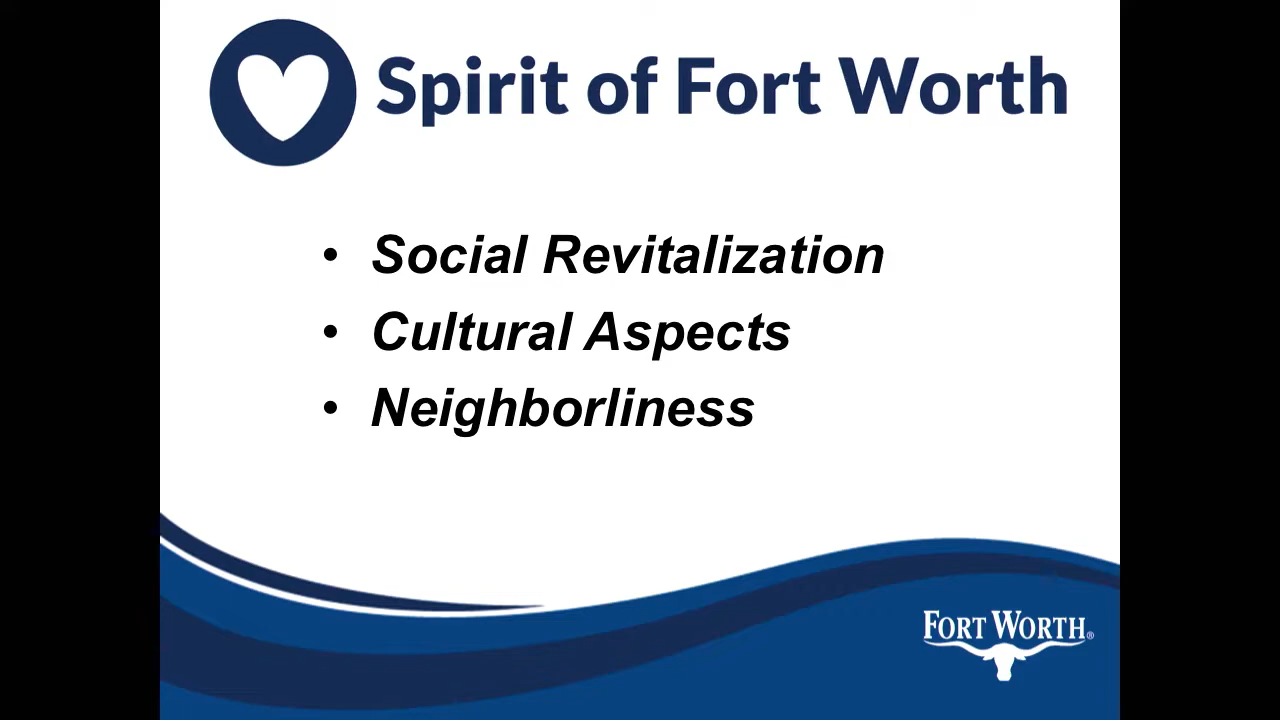 Spirit of Fort Worth
• Social Revitalization
• Cultural Aspects
• Neighborliness
FORT WORTH®